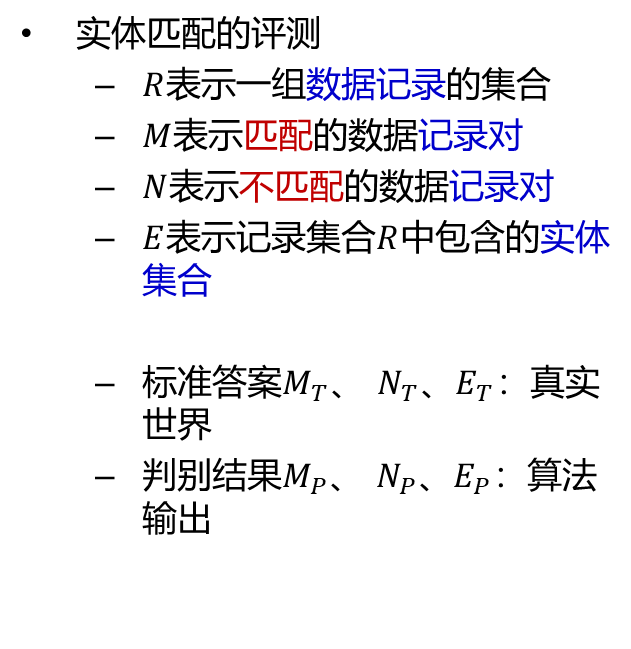 • 实体匹配的评测
– R表示一组数据记录的集合
– M表示匹配的数据记录对
– N表示不匹配的数据记录对
– E表示记录集合R中包含的实体
集合
– 标准答案M_T、 N_T、E_T：真实
世界
– 判别结果M_P、 N_P、E_P：算法
输出